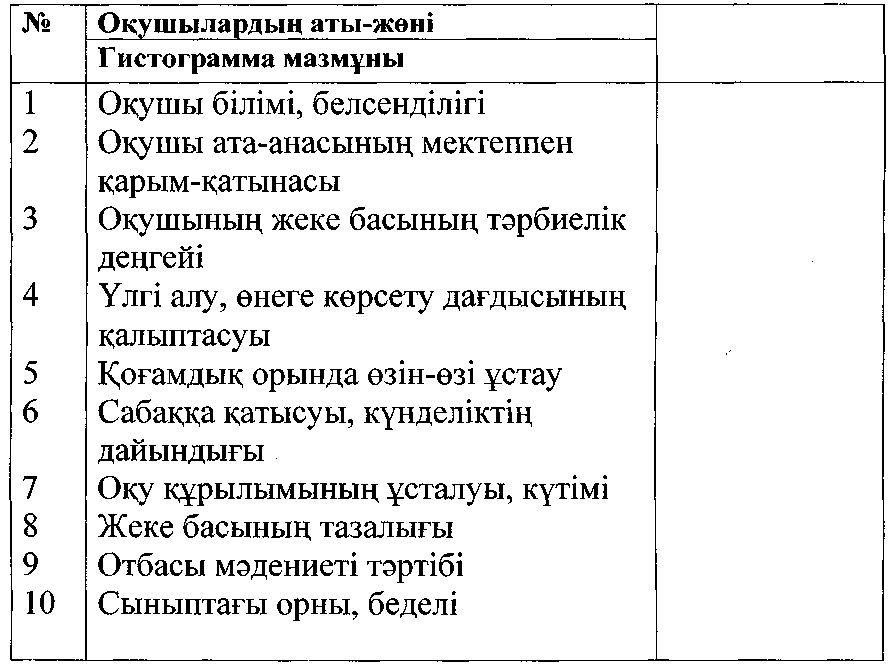 № Оқушылардың аты-жөні
Гистограмма мазмұны
1 Оқушы білімі, белсенділігі
2 Оқушы ата-анасының мектеппен
қарым-қатынасы
3 Оқушының жеке басының тәрбиелік
деңгейі
4 Үлгі алу, өнеге көрсету дағдысының
қалыптасуы
5 Қоғамдық орында өзін-өзі ұстау
6 Сабаққа қатысуы, күнделіктің
дайындығы
7 Оқу құрылымының ұсталуы, күтімі
8 Жеке басының тазалығы
9 Отбасы мәдениеті тәртібі
10 Сыныптағы орны, беделі